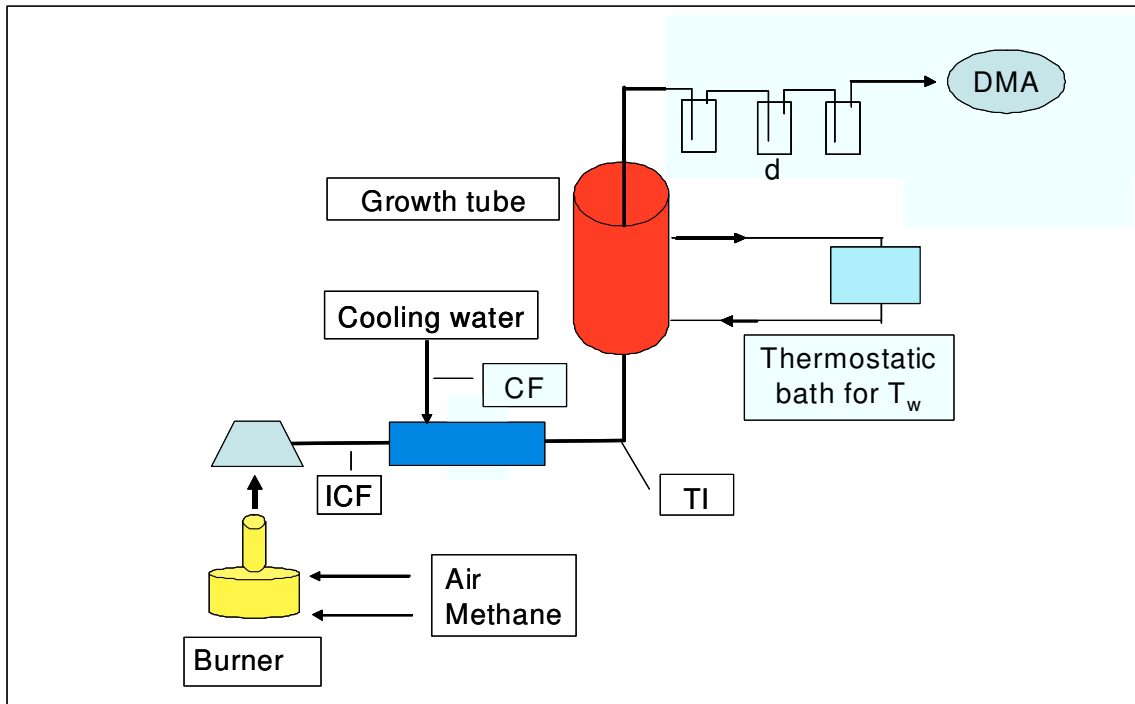 DMA
d
Growth tube
Cooling water
CF
Thermostatic
bath for Tw
ICF
TI
Air
Methane
Burner